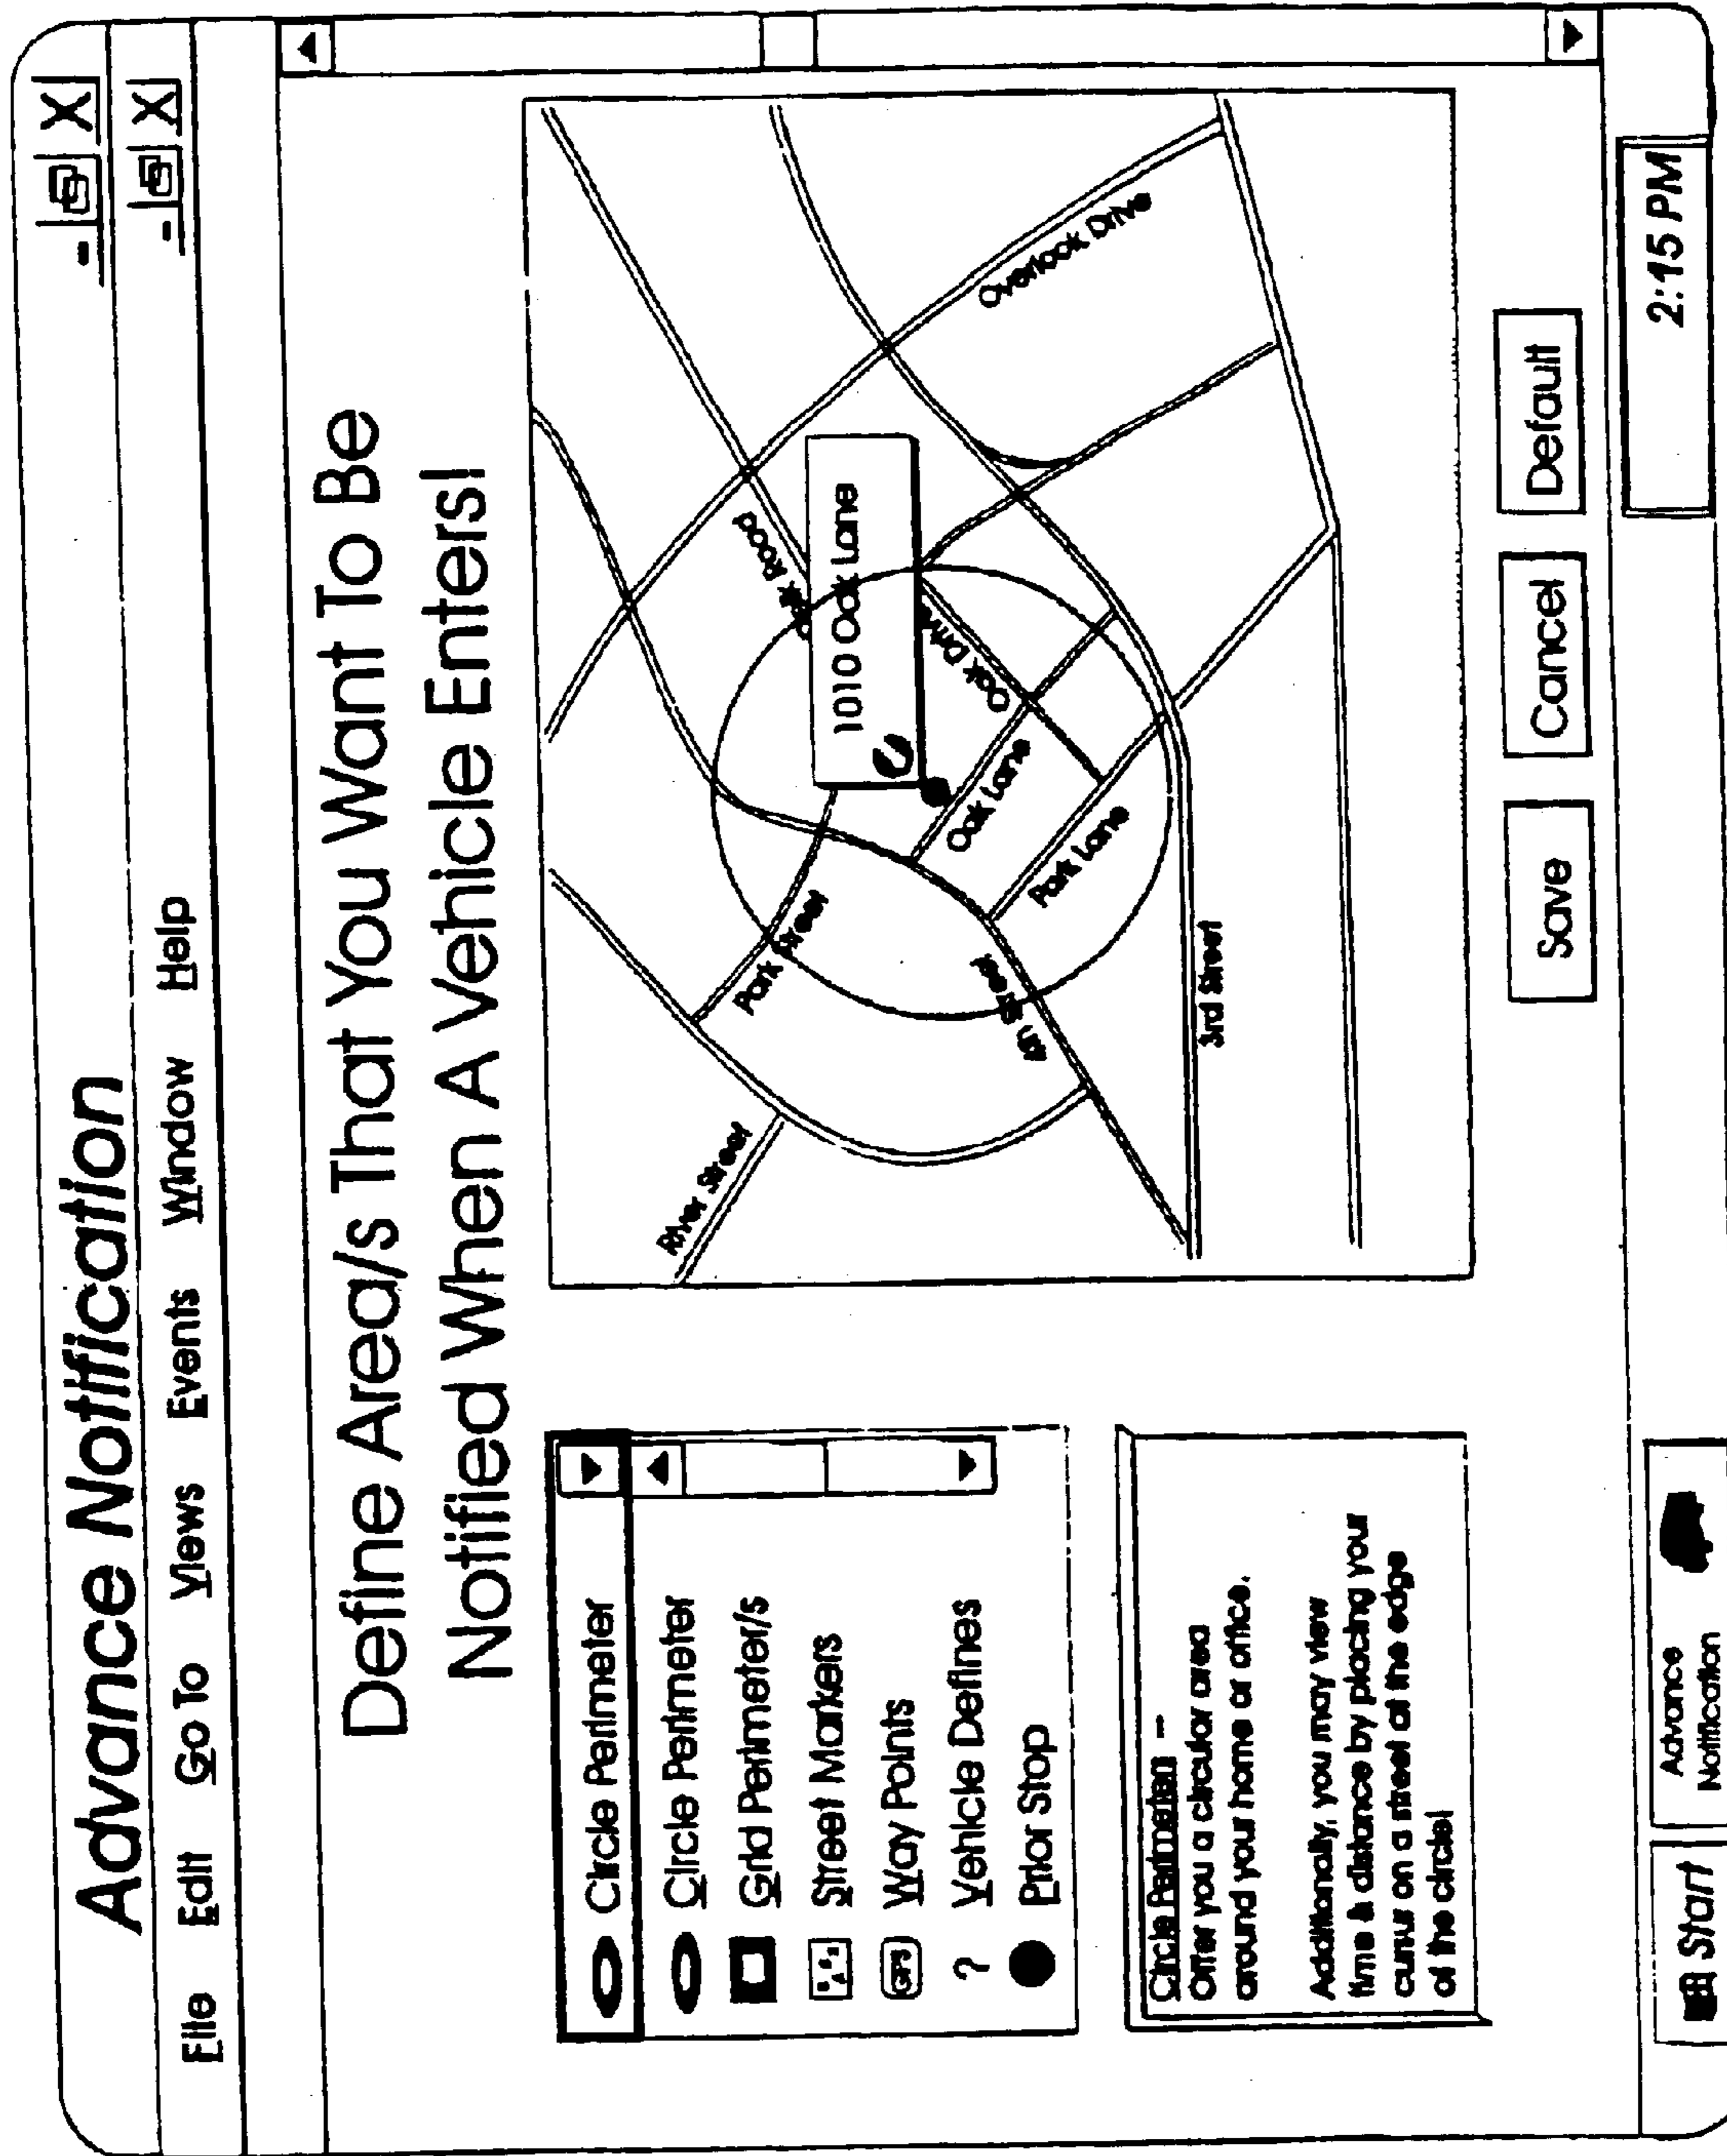 Advance Notification
File Edit Go To Views Events Window Help
Define Area/s That You Want To Be
Notified When A Vehicle Enters!
Circle Perimeter
Circle Perimeter
Grid Perimeter/s
Street Markers
GPS Way Points
? Vehicle Defines
Prior Stop
Circle Perimeter --
Offer you a circular area
around your home or office.
Additionally, you may view
time & distance by placing your
cursur on a street at the edge
of the circle!
River Street
Park Street
4th Street
3rd Street
Park Lane
Oak Lane
Oak Drive
1010 Oak Lane
Road
Overlook Drive
Save Cancel Default
Start
Advance
Notification
2:15 PM